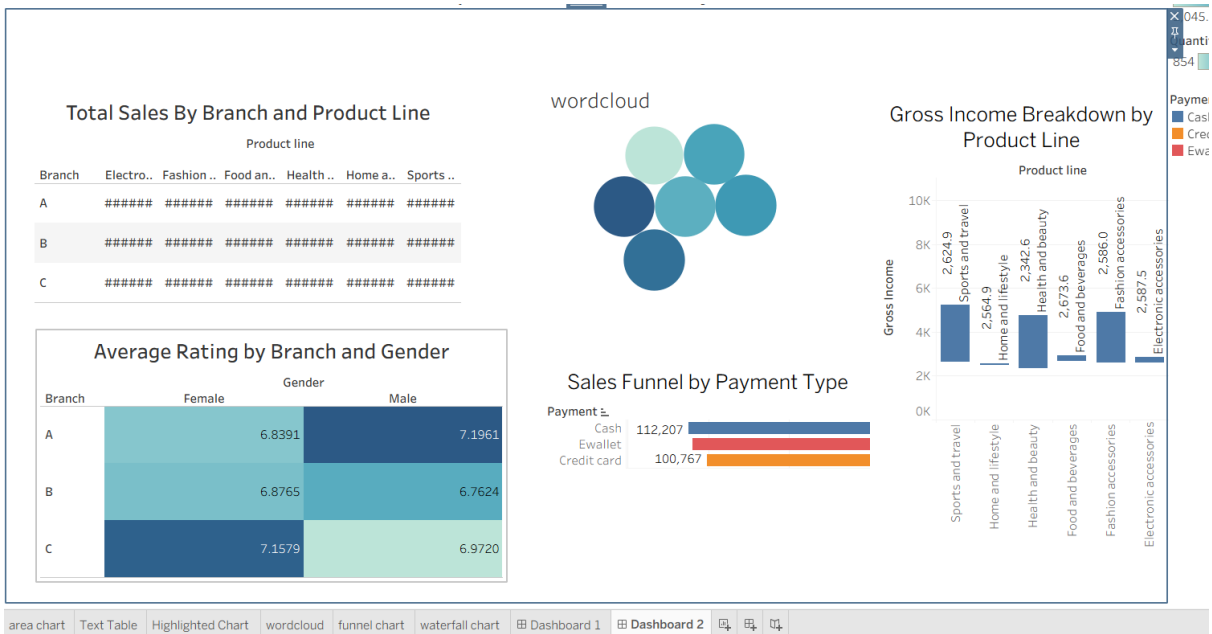 Total Sales By Branch and Product Line
Product line
Branch Electro.. Fashion .. Food an.. Health .. Home a.. Sports ..
A ###### ###### ###### ###### ###### ######
B ###### ###### ###### ###### ###### ######
C ###### ###### ###### ###### ###### ######
Average Rating by Branch and Gender
Gender
Branch Female Male
A 6.8391 7.1961
B 6.8765 6.7624
C 7.1579 6.9720
wordcloud
Sales Funnel by Payment Type
Payment
Cash 112,207
Ewallet
Credit card 100,767
Gross Income Breakdown by
Product Line
Product line
Gross Income
10K
8K
6K
4K
2K
0K
2,624.9
Sports and travel
2,564.9
Home and lifestyle
2,342.6
Health and beauty
2,673.6
Food and beverages
2,586.0
Fashion accessories
2,587.5
Electronic accessories
Sports and travel
Home and lifestyle
Health and beauty
Food and beverages
Fashion accessories
Electronic accessories
045.
854
area chart Text Table Highlighted Chart wordcloud funnel chart waterfall chart Dashboard 1 Dashboard 2